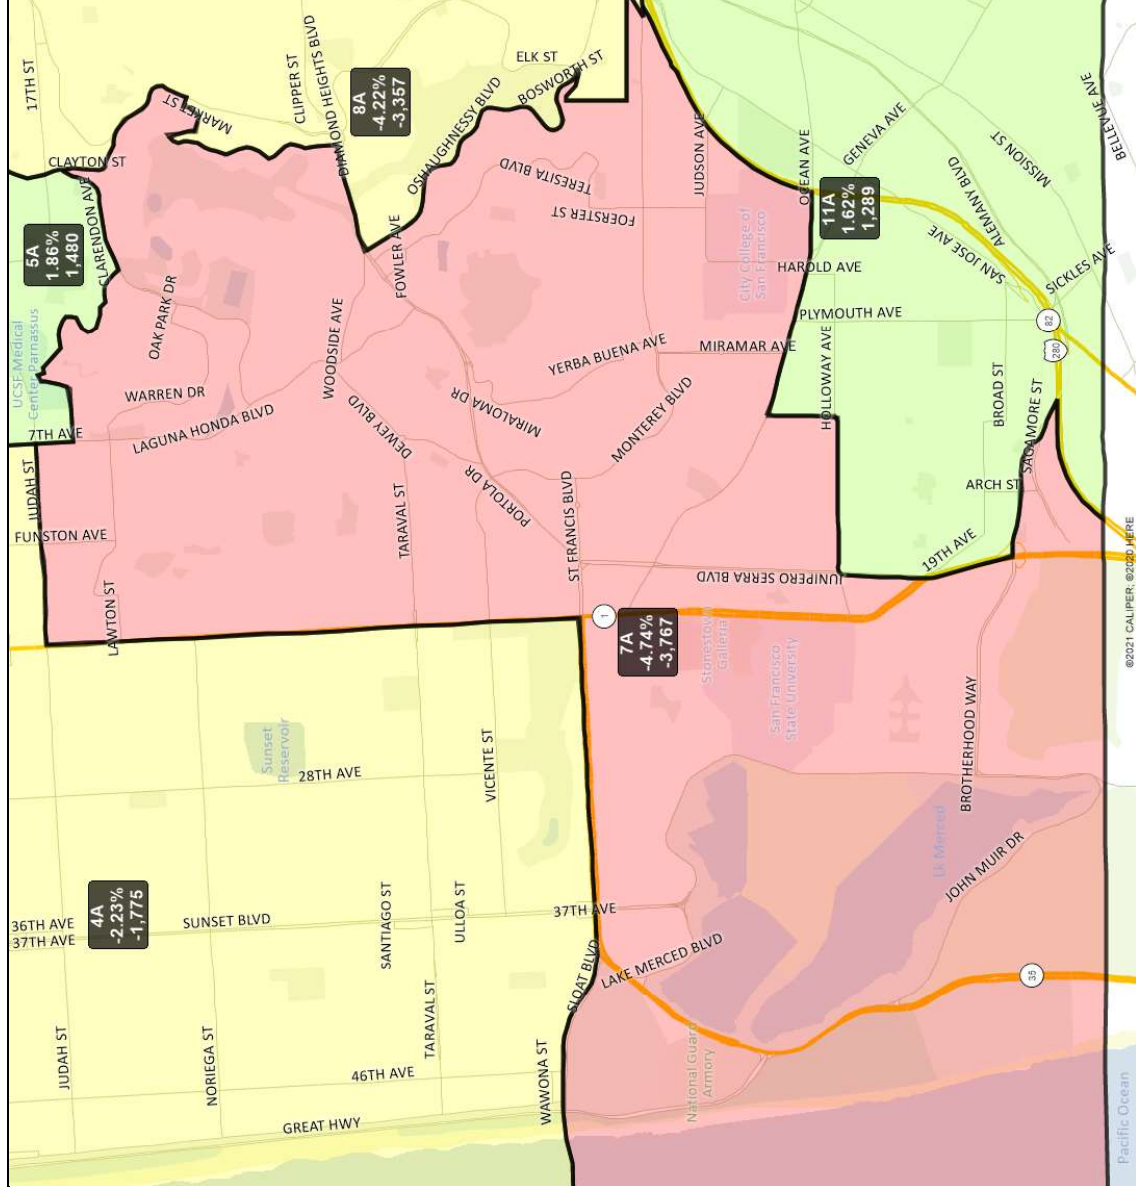 17TH ST
CLIPPER ST
DIAMOND HEIGHTS BLVD
ELK ST
BOSWORTH ST
MARKET ST
8A
-4.22%
-3,357
OSHAUGHNESSY BLVD
JUDSON AVE
OCEAN AVE
GENEVA AVE
BELLEVUE AVE
MISSION ST
ALEMANY BLVD
CLAYTON ST
CLARENDON AVE
TERESITA BLVD
FOERSTER ST
11A
1.62%
1,289
5A
1.86%
1,480
FOWLER AVE
City College of
San Francisco
HAROLD AVE
SAN JOSE AVE
SICKLES AVE
OAK PARK DR
WOODSIDE AVE
PLYMOUTH AVE
82
280
UCSF Medical
Center Parnassus
WARREN DR
YERBA BUENA AVE
MIRAMAR AVE
HOLLOWAY AVE
BROAD ST
7TH AVE
LAGUNA HONDA BLVD
DEWEY BLVD
MIRALOMA DR
MONTEREY BLVD
SAGAMORE ST
JUDAH ST
PORTOLA DR
ARCH ST
FUNSTON AVE
TARAVAL ST
ST FRANCIS BLVD
JUNIPERO SERRA BLVD
19TH AVE
LAWTON ST
1
7A
-4.74%
-3,767
Stonestown
Galleria
San Francisco
State University
BROTHERHOOD WAY
Sunset
Reservoir
28TH AVE
VICENTE ST
Lk Merced
JOHN MUIR DR
4A
-2.23%
-1,775
36TH AVE
37TH AVE
SUNSET BLVD
SANTIAGO ST
ULLOA ST
37TH AVE
SLOAT BLVD
LAKE MERCED BLVD
35
JUDAH ST
NORIEGA ST
TARAVAL ST
46TH AVE
WAWONA ST
National Guard
Armory
GREAT HWY
Pacific Ocean
©2021 CALIPER; ©2020 HERE